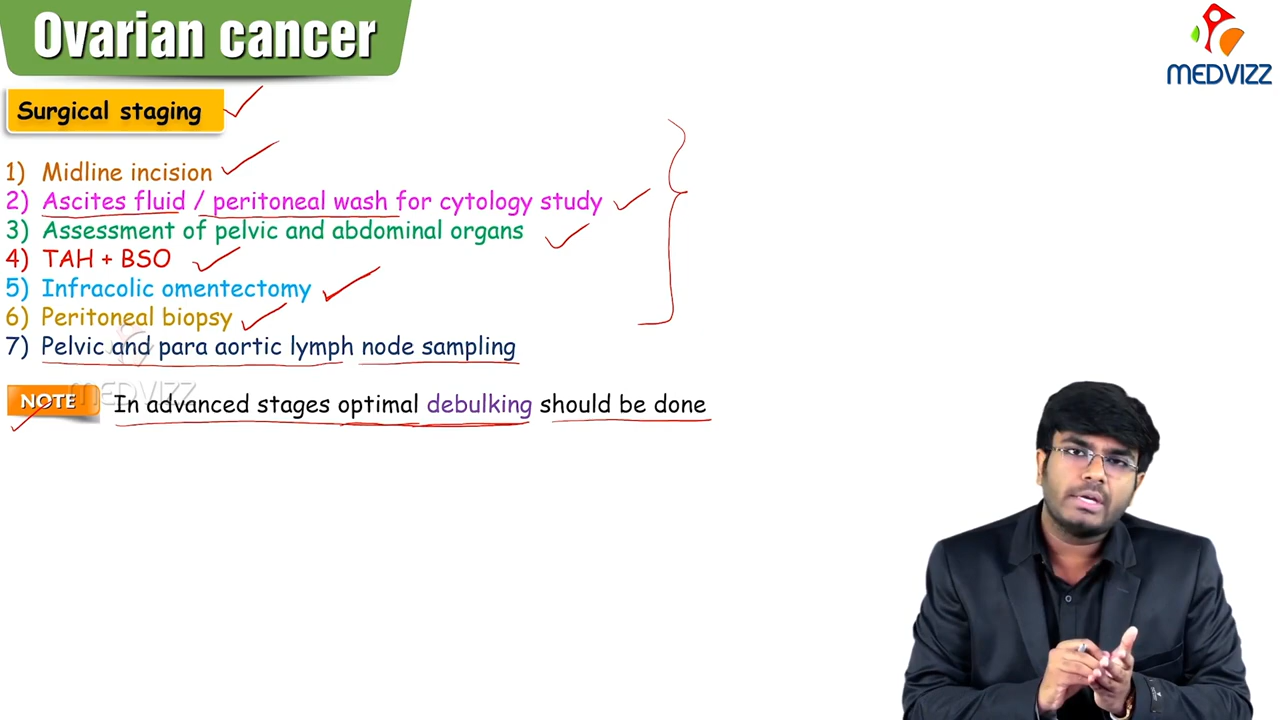 Ovarian cancer
MEDVIZZ
Surgical staging
1) Midline incision
2) Ascites fluid / peritoneal wash for cytology study
3) Assessment of pelvic and abdominal organs
4) TAH + BSO
5) Infracolic omentectomy
6) Peritoneal biopsy
7) Pelvic and para aortic lymph node sampling
MEDVIZZ
NOTE In advanced stages optimal debulking should be done